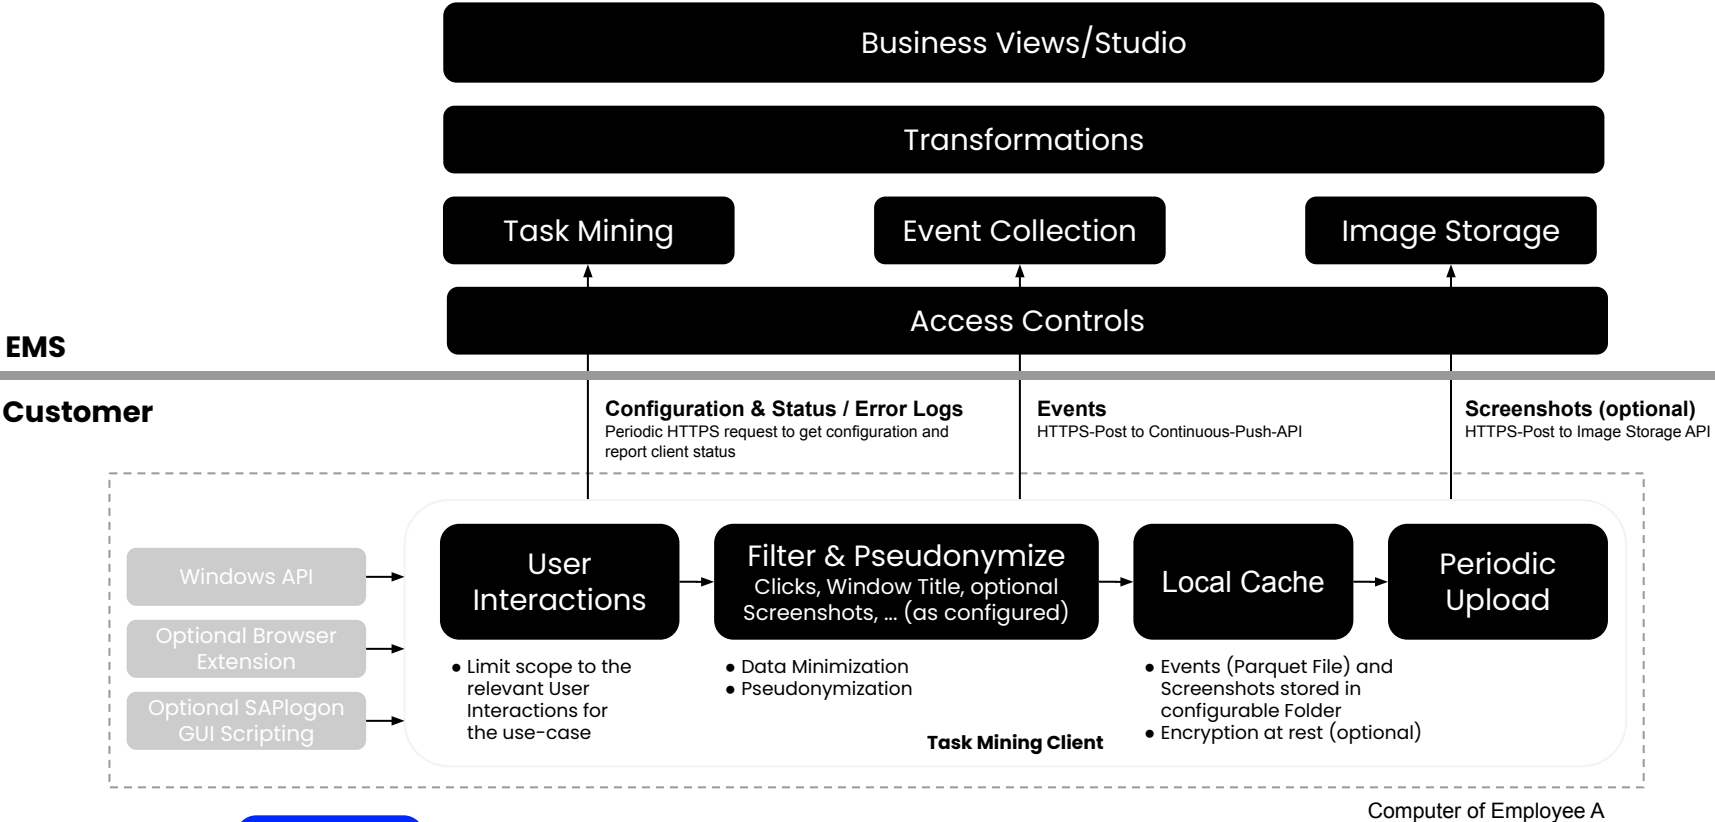 Business Views/Studio
Transformations
Task Mining
Event Collection
Image Storage
Access Controls
EMS
Customer
Configuration & Status / Error Logs
Periodic HTTPS request to get configuration and
report client status
Events
HTTPS-Post to Continuous-Push-API
Screenshots (optional)
HTTPS-Post to Image Storage API
Windows API
Optional Browser
Extension
Optional SAPlogon
GUI Scripting
User
Interactions
● Limit scope to the
relevant User
Interactions for
the use-case
Filter & Pseudonymize
Clicks, Window Title, optional
Screenshots, ... (as configured)
● Data Minimization
● Pseudonymization
Local Cache
● Events (Parquet File) and
Screenshots stored in
configurable Folder
● Encryption at rest (optional)
Periodic
Upload
Task Mining Client
Computer of Employee A